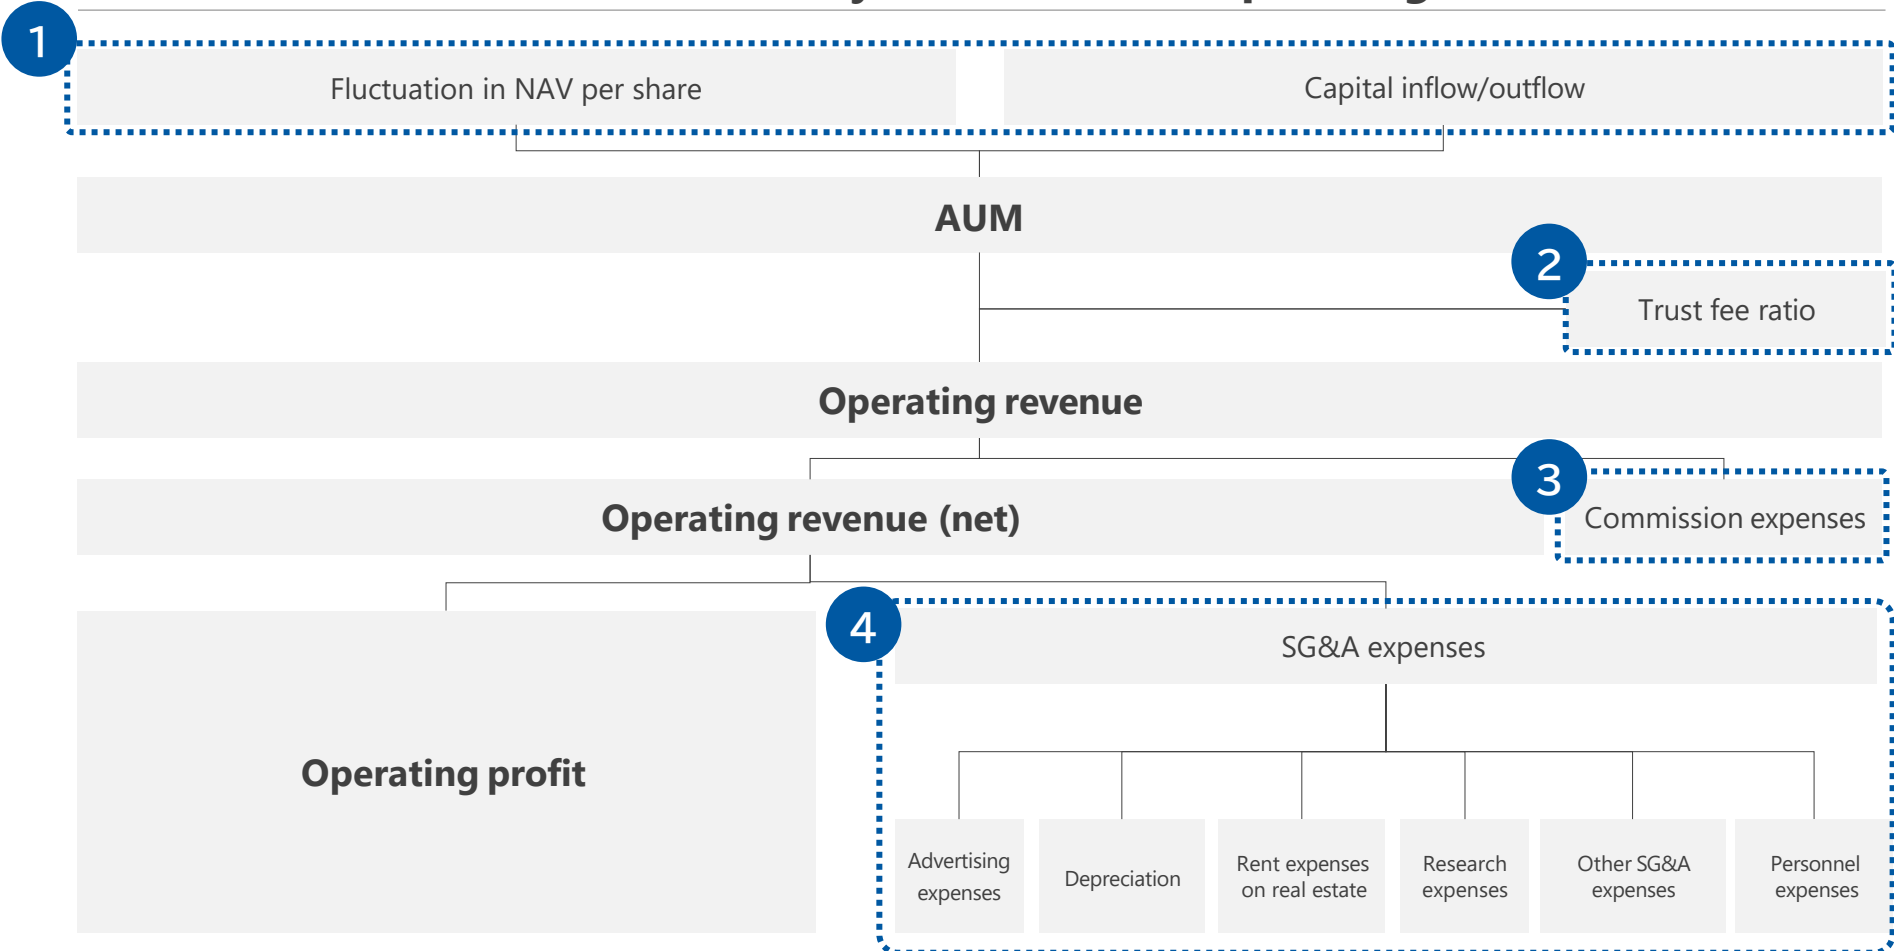 1
Fluctuation in NAV per share
Capital inflow/outflow
AUM
2
Trust fee ratio
Operating revenue
3
Operating revenue (net)
Commission expenses
4
SG&A expenses
Operating profit
Advertising
expenses
Depreciation
Rent expenses
on real estate
Research
expenses
Other SG&A
expenses
Personnel
expenses